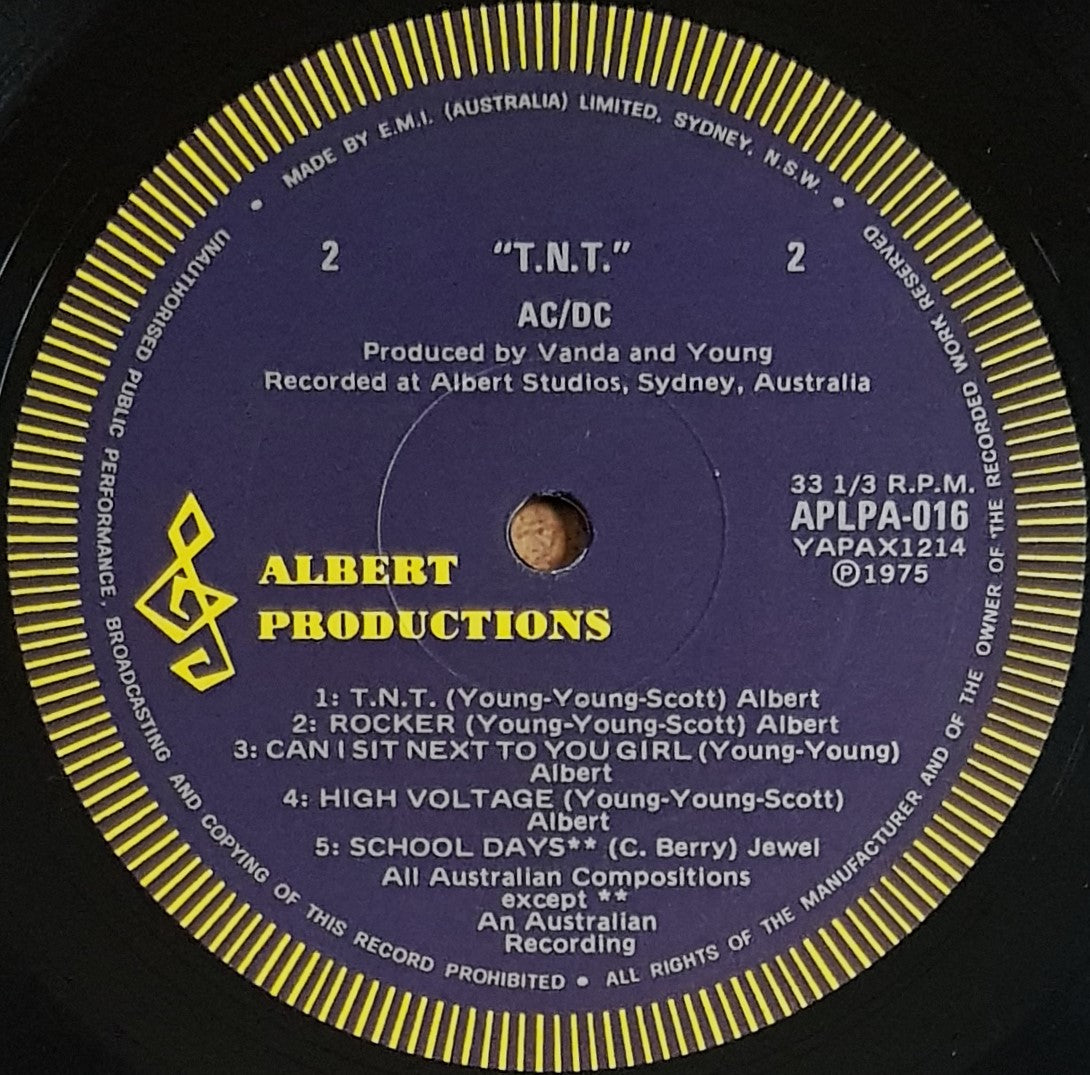 MADE BY E.M.I. (AUSTRALIA) LIMITED, SYDNEY, N.S.W.
2 "T.N.T." 2
AC/DC
Produced by Vanda and Young
Recorded at Albert Studios, Sydney, Australia
33 1/3 R.P.M.
APLPA-016
YAPAX1214
Ⓟ1975
ALBERT
PRODUCTIONS
1: T.N.T. (Young-Young-Scott) Albert
2: ROCKER (Young-Young-Scott) Albert
3: CAN I SIT NEXT TO YOU GIRL (Young-Young)
Albert
4: HIGH VOLTAGE (Young-Young-Scott)
Albert
5: SCHOOL DAYS** (C. Berry) Jewel
All Australian Compositions
except **
An Australian
Recording
UNAUTHORISED PUBLIC PERFORMANCE, BROADCASTING AND COPYING OF THIS RECORD PROHIBITED • ALL RIGHTS OF THE MANUFACTURER AND OF THE OWNER OF THE RECORDED WORK RESERVED